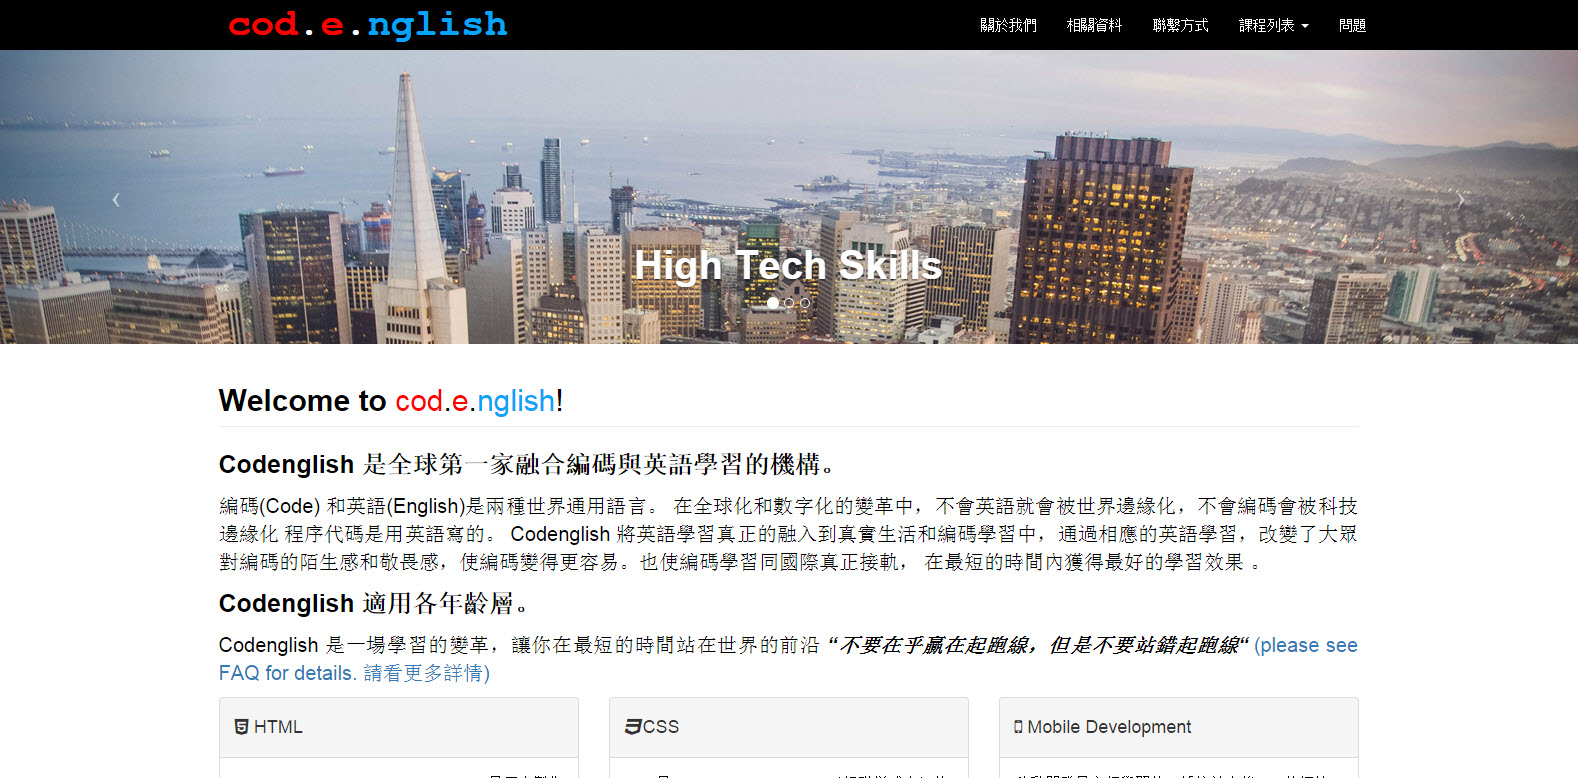 cod.e.nglish
關於我們 相關資料 聯繫方式 課程列表 問題
High Tech Skills
Welcome to cod.e.nglish!
Codenglish 是全球第一家融合編碼與英語學習的機構。
編碼(Code) 和英語(English)是兩種世界通用語言。 在全球化和數字化的變革中，不會英語就會被世界邊緣化，不會編碼會被科技
邊緣化 程序代碼是用英語寫的。 Codenglish 將英語學習真正的融入到真實生活和編碼學習中，通過相應的英語學習，改變了大眾
對編碼的陌生感和敬畏感，使編碼變得更容易。也使編碼學習同國際真正接軌， 在最短的時間內獲得最好的學習效果 。
Codenglish 適用各年齡層。
Codenglish 是一場學習的變革，讓你在最短的時間站在世界的前沿 “不要在乎贏在起跑線，但是不要站錯起跑線“ (please see
FAQ for details. 請看更多詳情)
HTML
CSS
Mobile Development